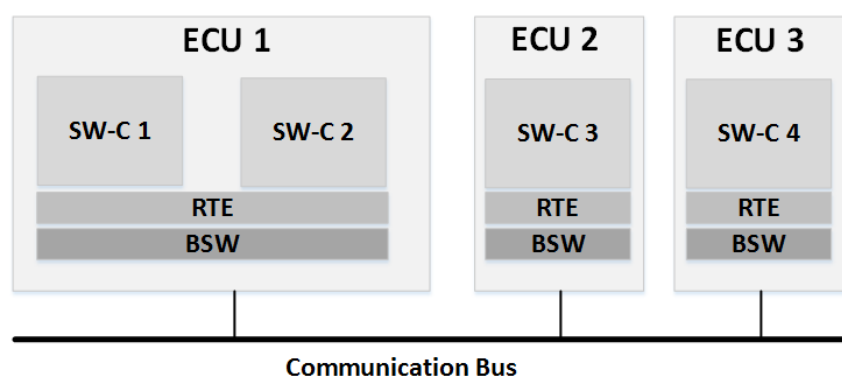 ECU 1
SW-C 1
SW-C 2
RTE
BSW
ECU 2
SW-C 3
RTE
BSW
ECU 3
SW-C 4
RTE
BSW
Communication Bus